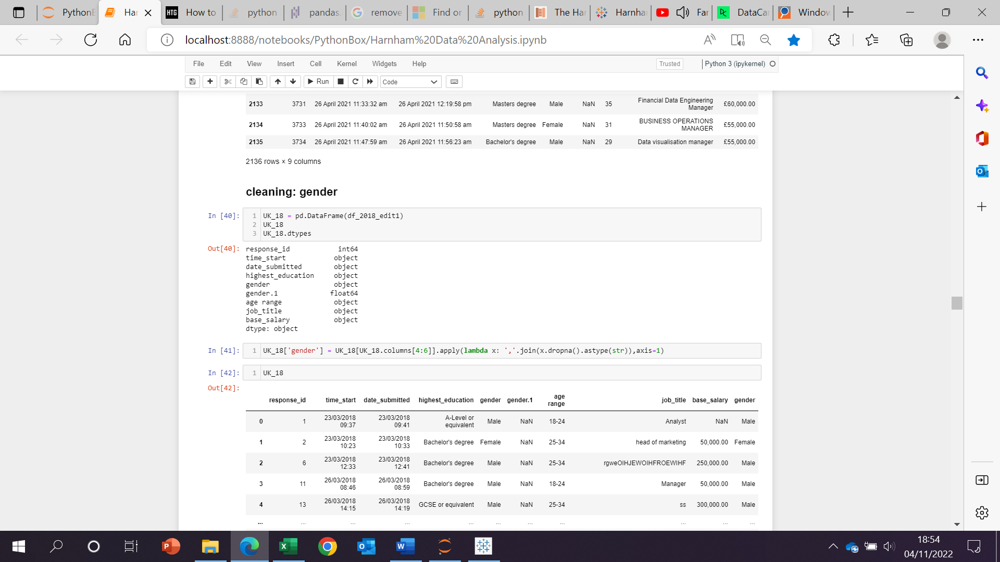 PythonB
Har
HTG How to
python
pandas.
remove
Find or
python
The Har
Harnha
Far
DC DataCa
Window
localhost:8888/notebooks/PythonBox/Harnham%20Data%20Analysis.ipynb
File Edit View Insert Cell Kernel Widgets Help Trusted Python 3 (ipykernel)
Run Code
2133 3731 26 April 2021 11:33:32 am 26 April 2021 12:19:58 pm Masters degree Male NaN 35 Financial Data Engineering Manager £60,000.00
2134 3733 26 April 2021 11:40:02 am 26 April 2021 11:50:58 am Masters degree Female NaN 31 BUSINESS OPERATIONS MANAGER £55,000.00
2135 3734 26 April 2021 11:47:59 am 26 April 2021 11:56:23 am Bachelor's degree Male NaN 29 Data visualisation manager £55,000.00
2136 rows × 9 columns
cleaning: gender
In [40]: 1 UK_18 = pd.DataFrame(df_2018_edit1)
2 UK_18
3 UK_18.dtypes
Out[40]: response_id int64
time_start object
date_submitted object
highest_education object
gender object
gender.1 float64
age range object
job_title object
base_salary object
dtype: object
In [41]: 1 UK_18['gender'] = UK_18[UK_18.columns[4:6]].apply(lambda x: ','.join(x.dropna().astype(str)),axis=1)
In [42]: 1 UK_18
Out[42]:
response_id time_start date_submitted highest_education gender gender.1 age range job_title base_salary gender
0 1 23/03/2018 09:37 23/03/2018 09:41 A-Level or equivalent Male NaN 18-24 Analyst NaN Male
1 2 23/03/2018 10:23 23/03/2018 10:33 Bachelor's degree Female NaN 25-34 head of marketing 50,000.00 Female
2 6 23/03/2018 12:33 23/03/2018 12:41 Bachelor's degree Male NaN 25-34 rgweOIHJEWOIHFROEWIHF 250,000.00 Male
3 11 26/03/2018 08:46 26/03/2018 08:59 Bachelor's degree Male NaN 18-24 Manager 50,000.00 Male
4 13 26/03/2018 14:15 26/03/2018 14:19 GCSE or equivalent Male NaN 25-34 ss 300,000.00 Male
... ... ... ... ... ... ... ... ... ... ...
18:54
04/11/2022